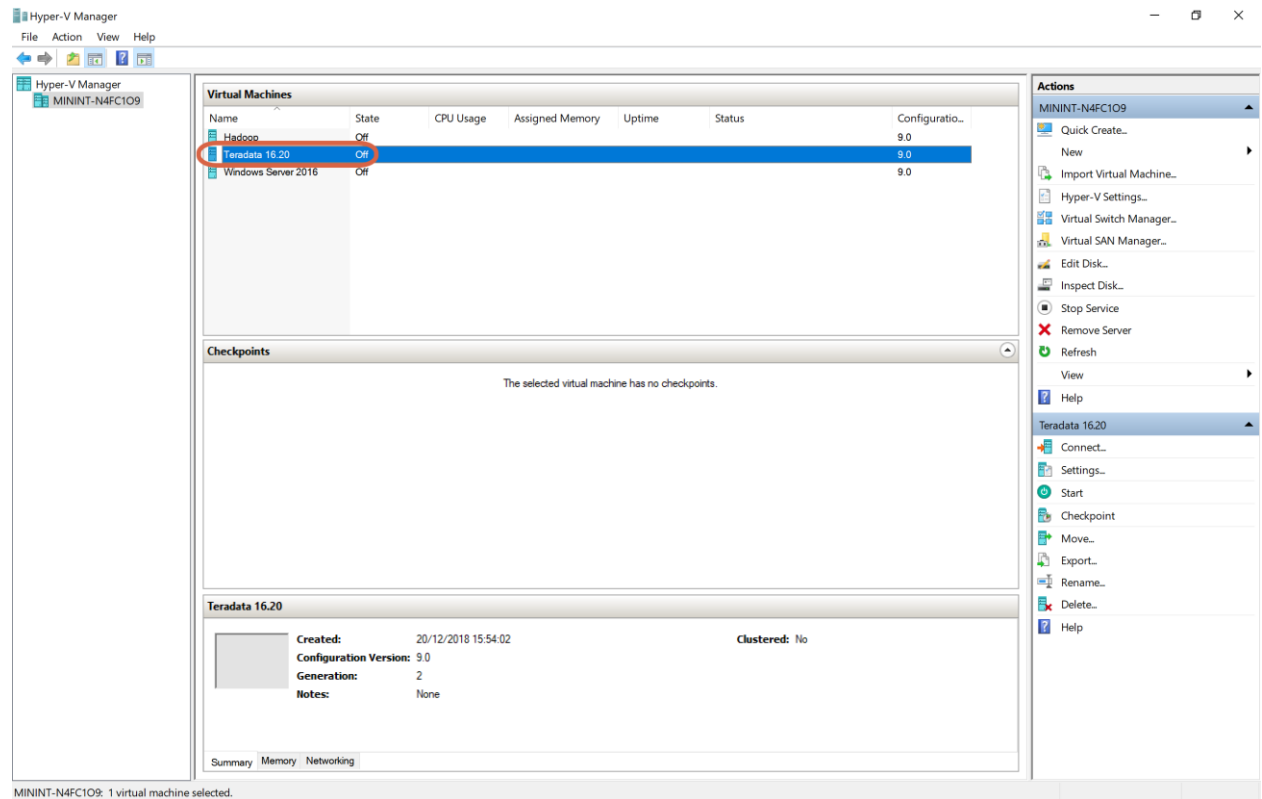 Hyper-V Manager
File Action View Help
Hyper-V Manager
MININT-N4FC1O9
Virtual Machines
Name State CPU Usage Assigned Memory Uptime Status Configuratio...
Hadoop Off 9.0
Teradata 16.20 Off 9.0
Windows Server 2016 Off 9.0
Checkpoints
The selected virtual machine has no checkpoints.
Teradata 16.20
Created: 20/12/2018 15:54:02 Clustered: No
Configuration Version: 9.0
Generation: 2
Notes: None
Summary Memory Networking
Actions
MININT-N4FC1O9
Quick Create...
New
Import Virtual Machine...
Hyper-V Settings...
Virtual Switch Manager...
Virtual SAN Manager...
Edit Disk...
Inspect Disk...
Stop Service
Remove Server
Refresh
View
Help
Teradata 16.20
Connect...
Settings...
Start
Checkpoint
Move...
Export...
Rename...
Delete...
Help
MININT-N4FC1O9: 1 virtual machine selected.